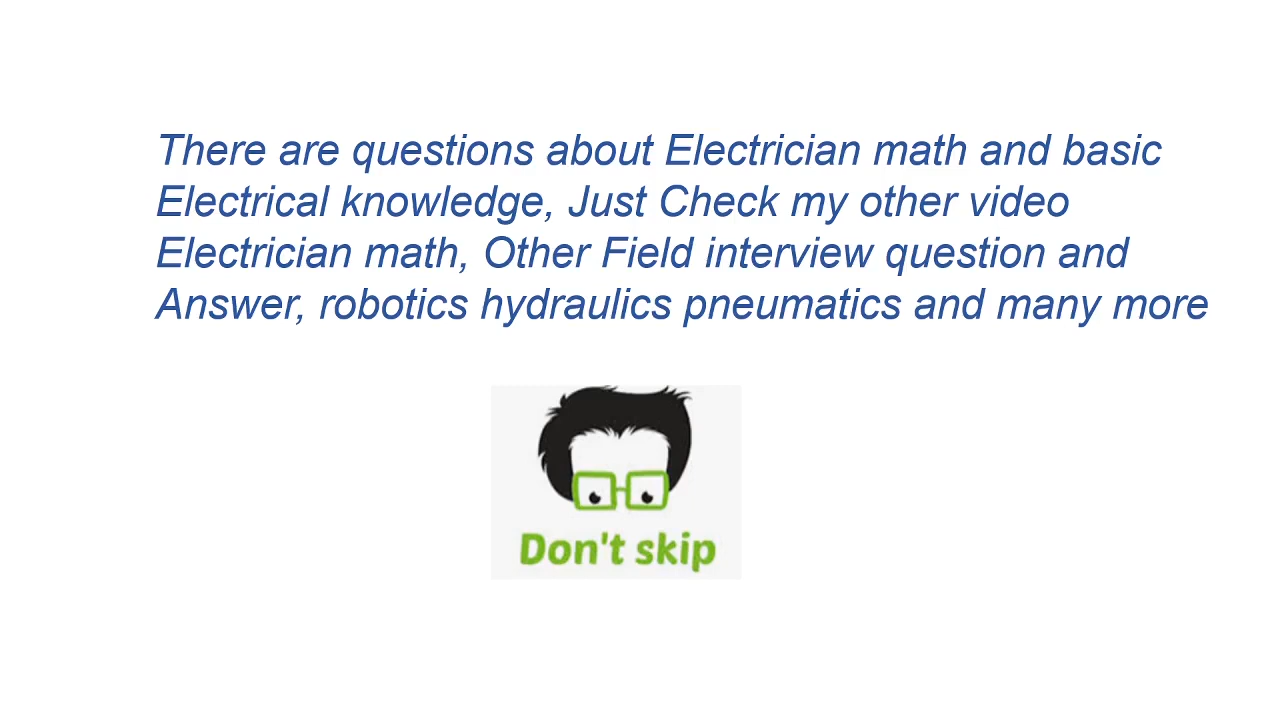 There are questions about Electrician math and basic
Electrical knowledge, Just Check my other video
Electrician math, Other Field interview question and
Answer, robotics hydraulics pneumatics and many more
Don't skip